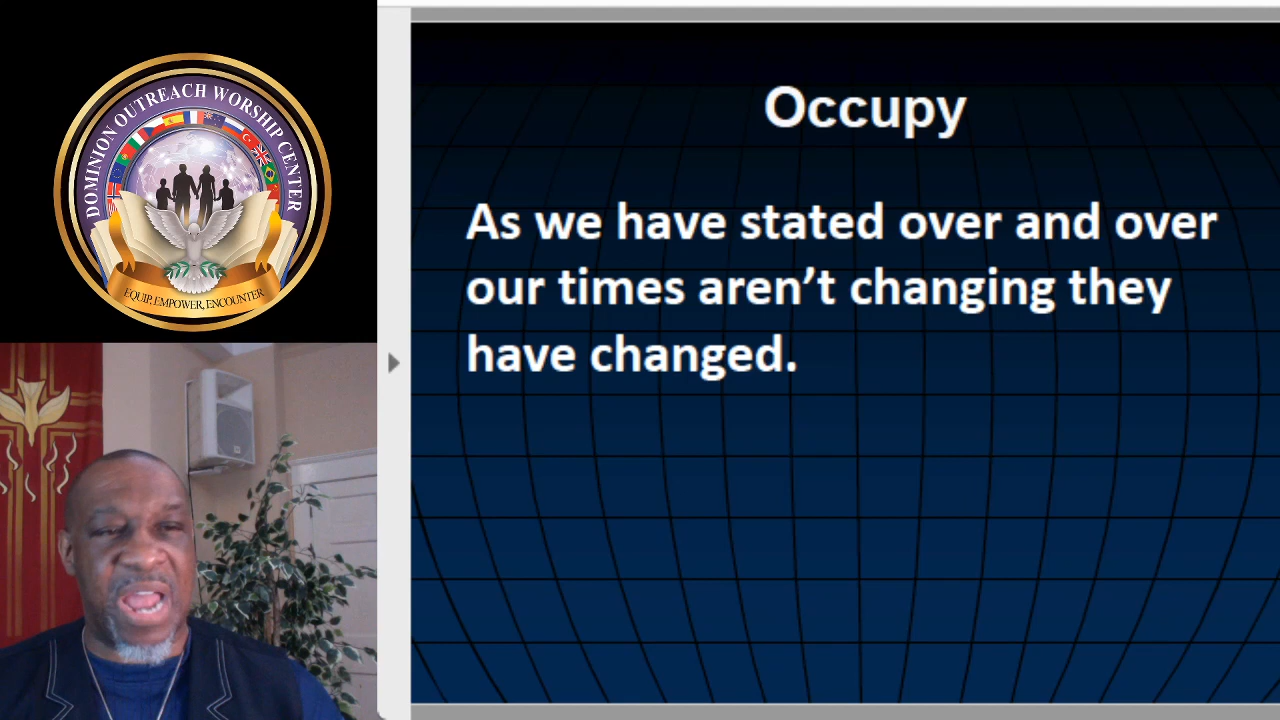 DOMINION OUTREACH WORSHIP CENTER
EQUIP, EMPOWER, ENCOUNTER
Occupy
As we have stated over and over
our times aren’t changing they
have changed.